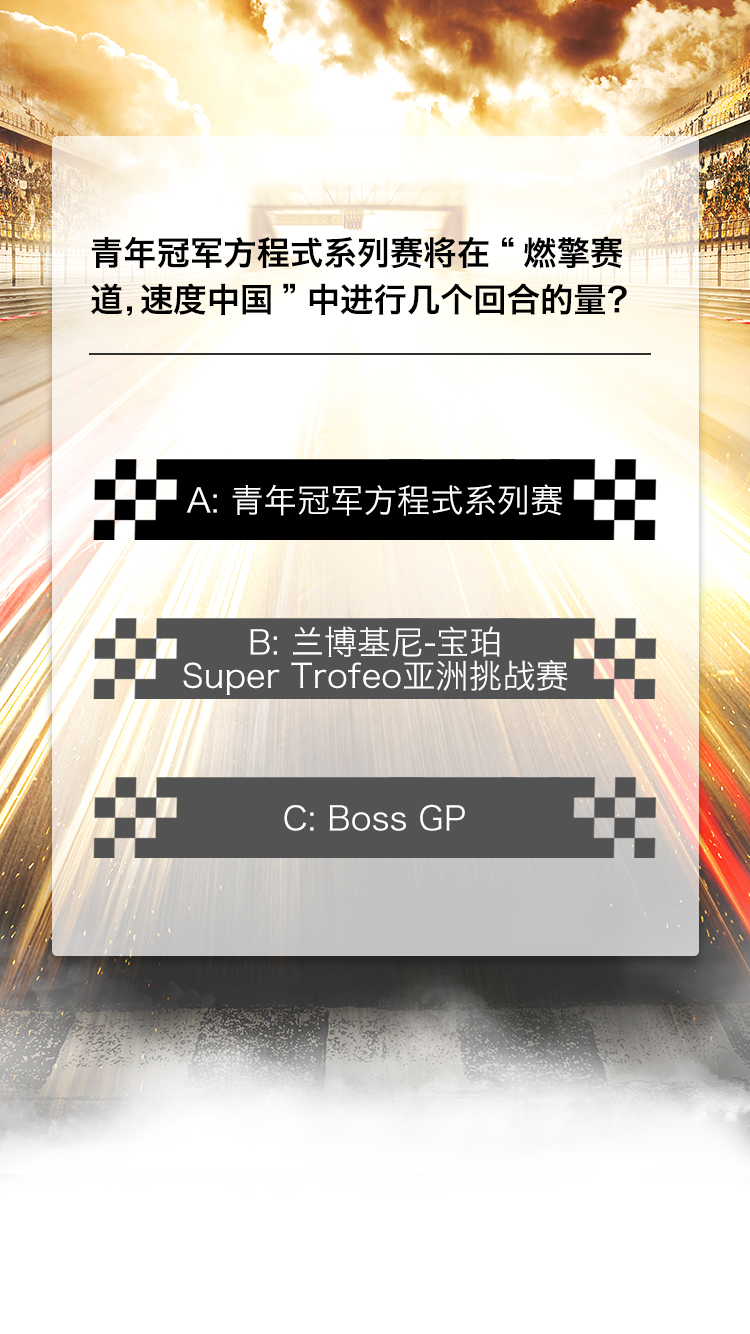 青年冠军方程式系列赛将在“燃擎赛
道,速度中国”中进行几个回合的量?
A: 青年冠军方程式系列赛
B: 兰博基尼-宝珀
Super Trofeo亚洲挑战赛
C: Boss GP